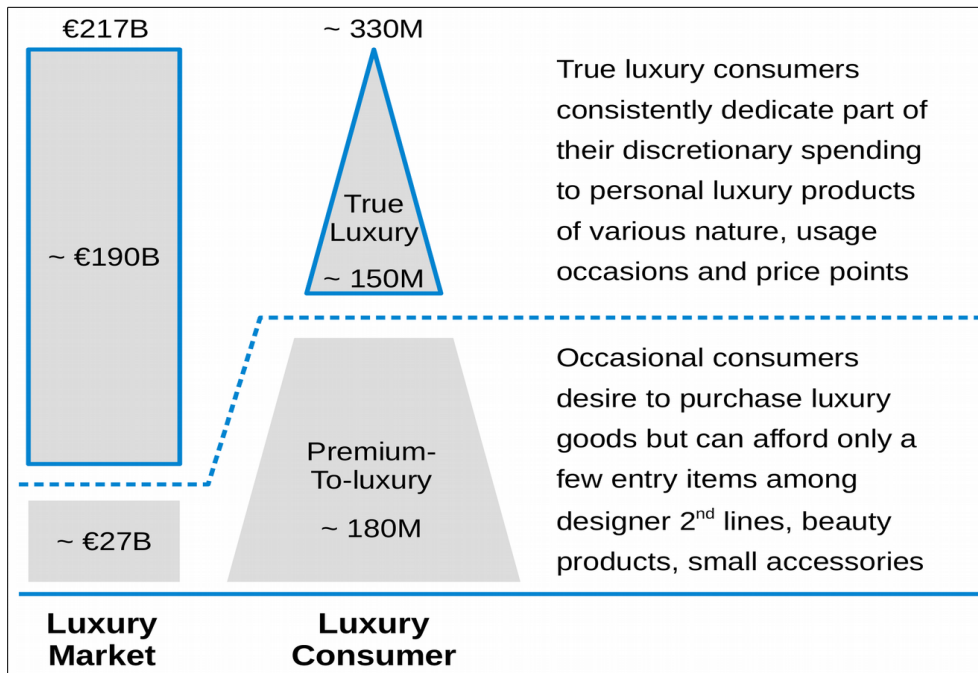 €217B
~ 330M
True luxury consumers
consistently dedicate part of
their discretionary spending
to personal luxury products
of various nature, usage
occasions and price points
~ €190B
True
Luxury
~ 150M
Occasional consumers
desire to purchase luxury
goods but can afford only a
few entry items among
designer 2nd lines, beauty
products, small accessories
Premium-
To-luxury
~ 180M
~ €27B
Luxury
Market
Luxury
Consumer